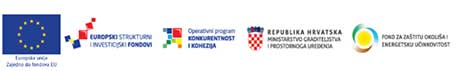 Europska unija
Zajedno do fondova EU
EUROPSKI STRUKTURNI
I INVESTICIJSKI FONDOVI
Operativni program
KONKURENTNOST
I KOHEZIJA
REPUBLIKA HRVATSKA
MINISTARSTVO GRADITELJSTVA
I PROSTORNOGA UREĐENJA
FOND ZA ZAŠTITU OKOLIŠA I
ENERGETSKU UČINKOVITOST